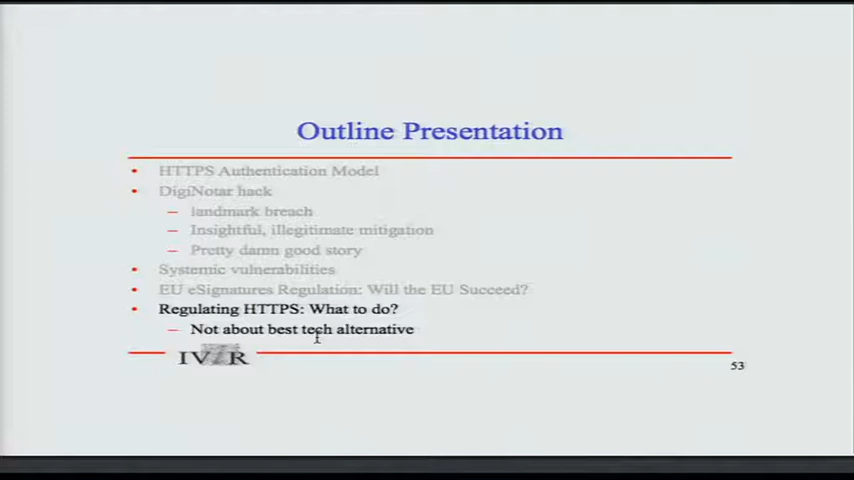 Outline Presentation
• HTTPS Authentication Model
• DigiNotar hack
– landmark breach
– Insightful, illegitimate mitigation
– Pretty damn good story
• Systemic vulnerabilities
• EU eSignatures Regulation: Will the EU Succeed?
• Regulating HTTPS: What to do?
– Not about best tech alternative
IViR
53